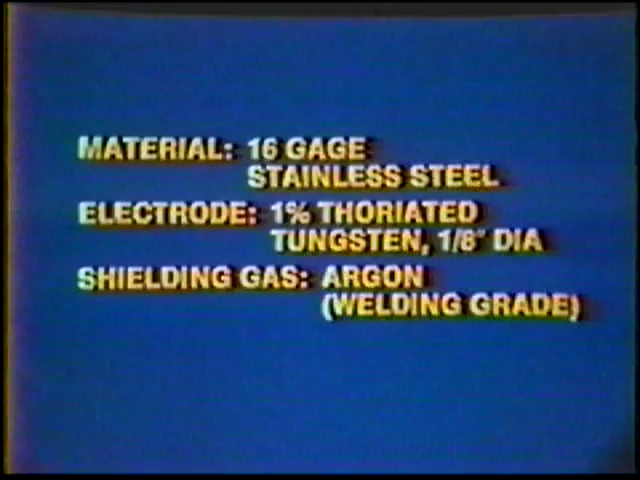 MATERIAL: 16 GAGE
STAINLESS STEEL
ELECTRODE: 1% THORIATED
TUNGSTEN, 1/8" DIA
SHIELDING GAS: ARGON
(WELDING GRADE)